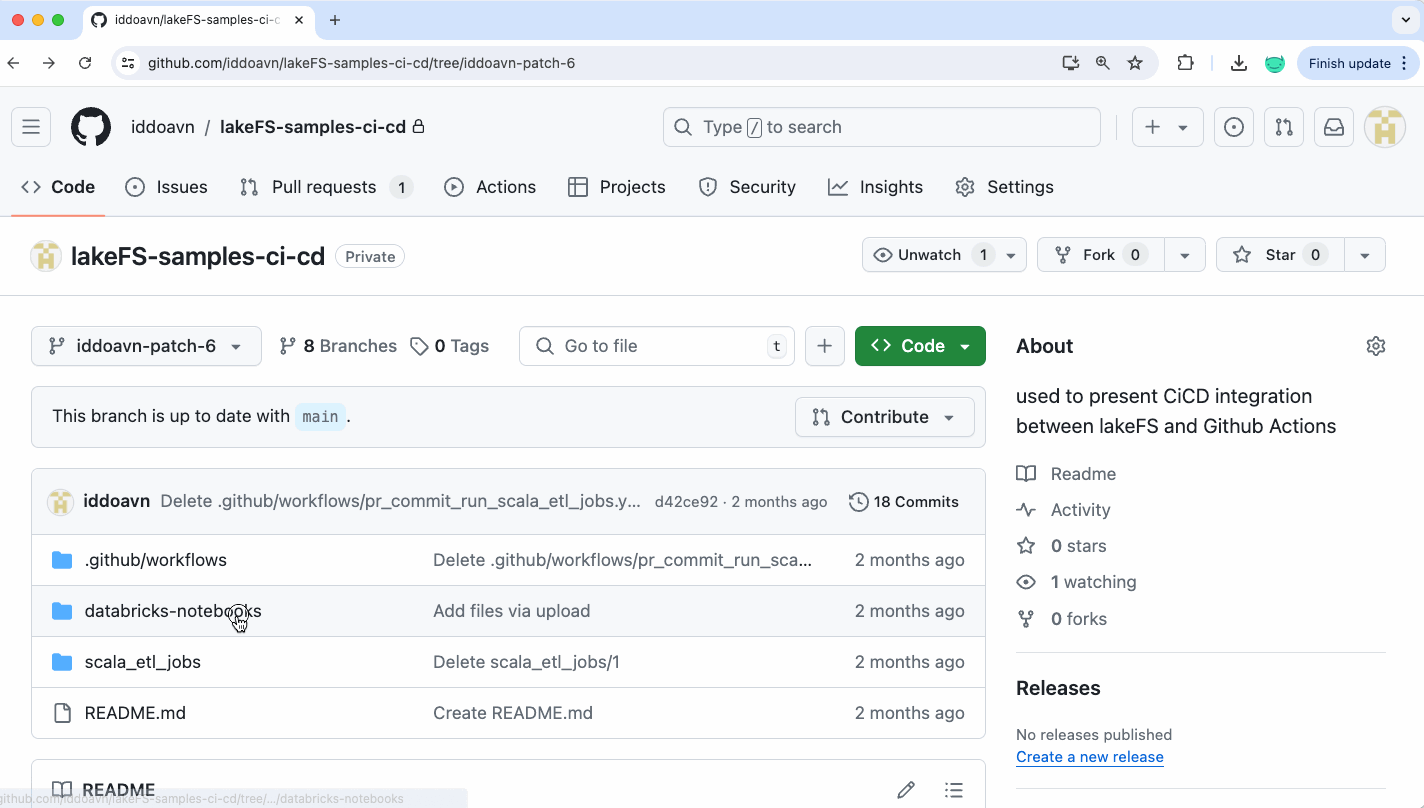 iddoavn/lakeFS-samples-ci-c
github.com/iddoavn/lakeFS-samples-ci-cd/tree/iddoavn-patch-6
Finish update
iddoavn / lakeFS-samples-ci-cd
Type / to search
Code
Issues
Pull requests 1
Actions
Projects
Security
Insights
Settings
lakeFS-samples-ci-cd Private
Unwatch 1
Fork 0
Star 0
iddoavn-patch-6
8 Branches
0 Tags
Go to file t
Code
This branch is up to date with main .
Contribute
iddoavn Delete .github/workflows/pr_commit_run_scala_etl_jobs.y... d42ce92 · 2 months ago 18 Commits
.github/workflows Delete .github/workflows/pr_commit_run_sca... 2 months ago
databricks-notebooks Add files via upload 2 months ago
scala_etl_jobs Delete scala_etl_jobs/1 2 months ago
README.md Create README.md 2 months ago
README
github.com/iddoavn/lakeFS-samples-ci-cd/tree/.../databricks-notebooks
About
used to present CiCD integration
between lakeFS and Github Actions
Readme
Activity
0 stars
1 watching
0 forks
Releases
No releases published
Create a new release